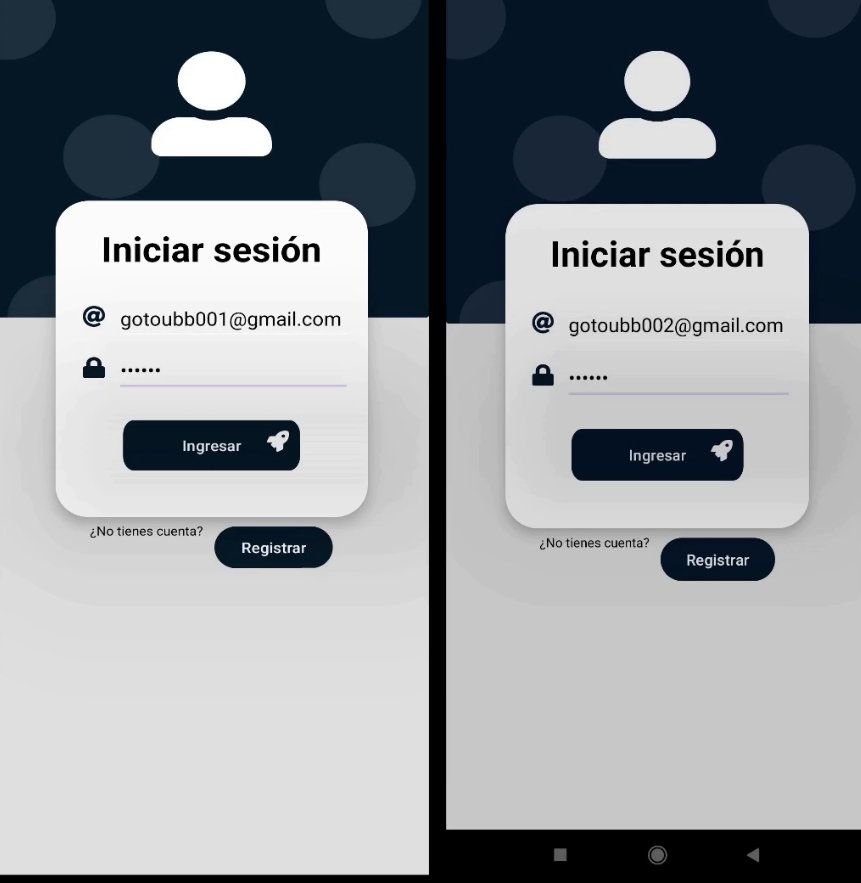 Iniciar sesión
@ gotoubb001@gmail.com
••••••
Ingresar
¿No tienes cuenta?
Registrar
Iniciar sesión
@ gotoubb002@gmail.com
••••••
Ingresar
¿No tienes cuenta?
Registrar